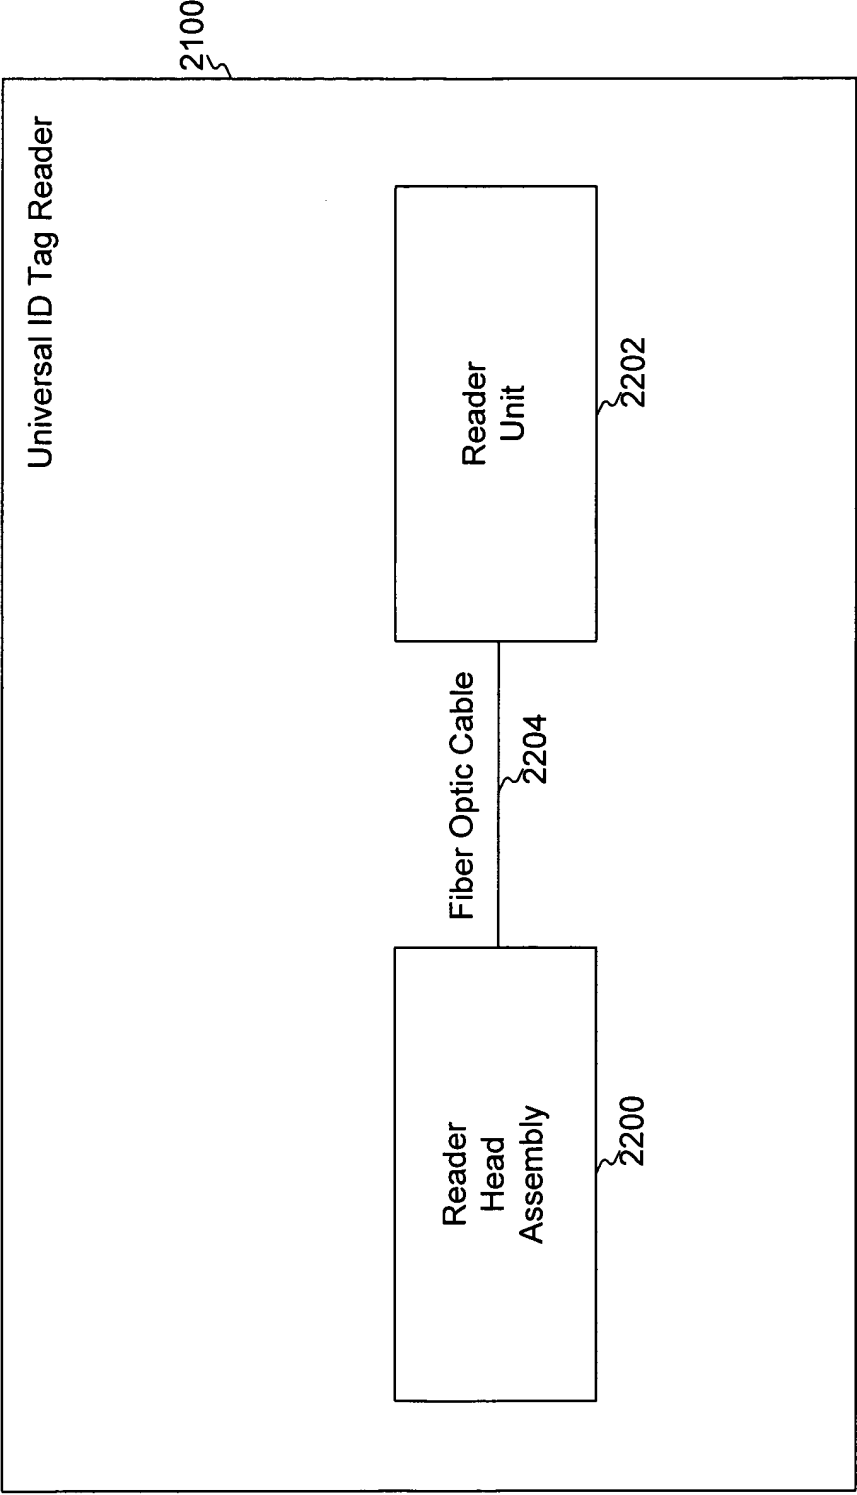 2100
Universal ID Tag Reader
Reader
Head
Assembly
2200
Fiber Optic Cable
2204
Reader
Unit
2202